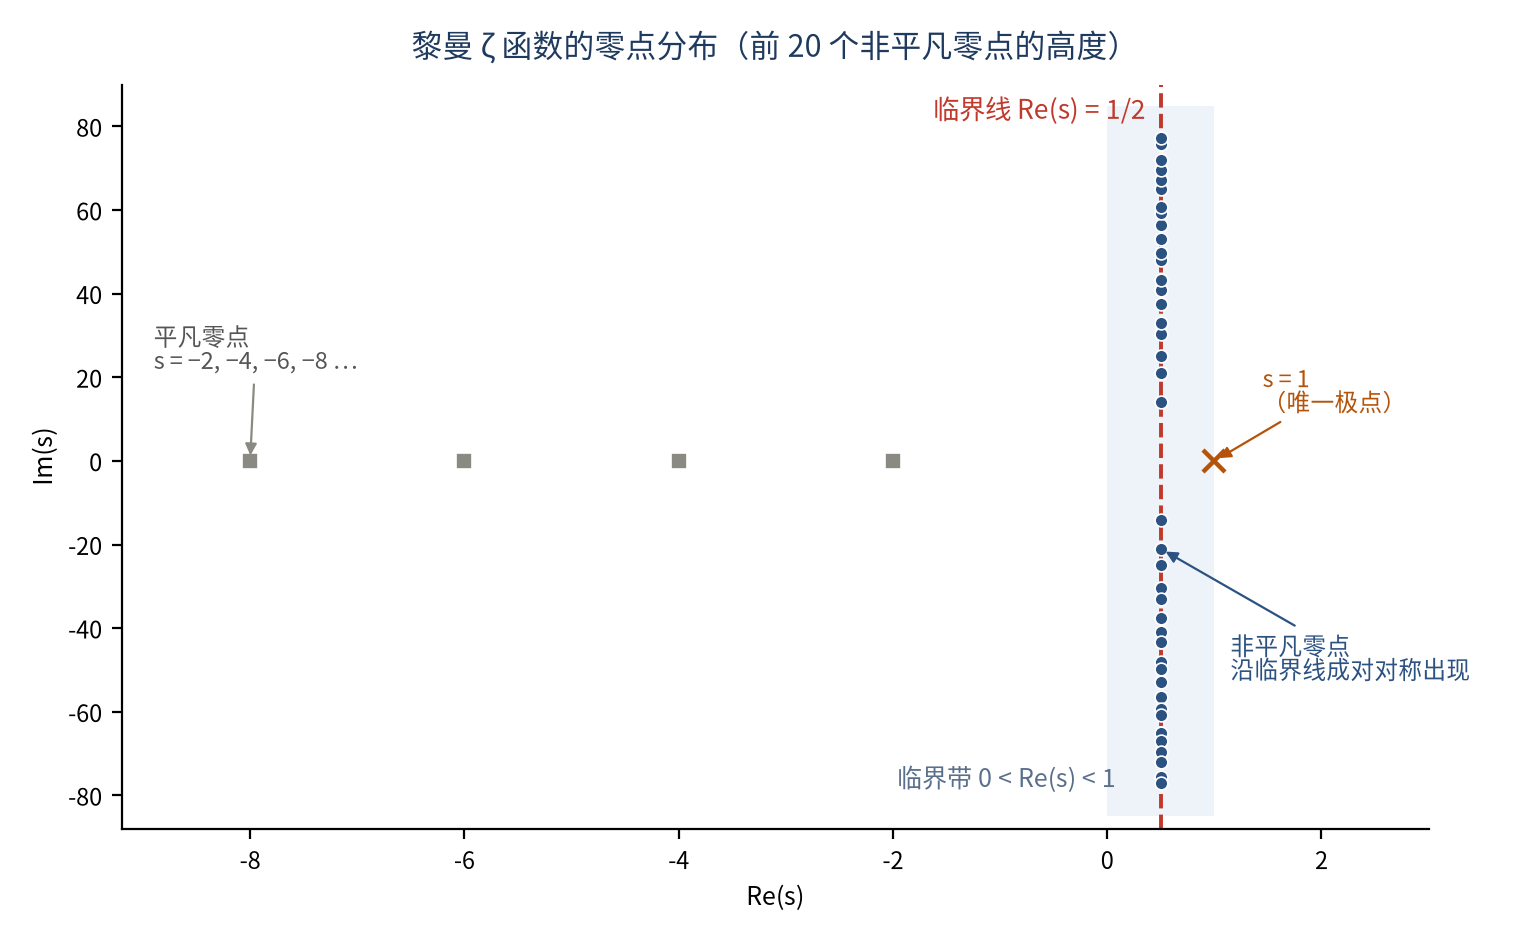 黎曼 ζ 函数的零点分布（前 20 个非平凡零点的高度）
临界线 Re(s) = 1/2
80
60
40
20
0
-20
-40
-60
-80
Im(s)
平凡零点
s = −2, −4, −6, −8 …
s = 1
（唯一极点）
非平凡零点
沿临界线成对对称出现
临界带 0 < Re(s) < 1
-8
-6
-4
-2
0
2
Re(s)